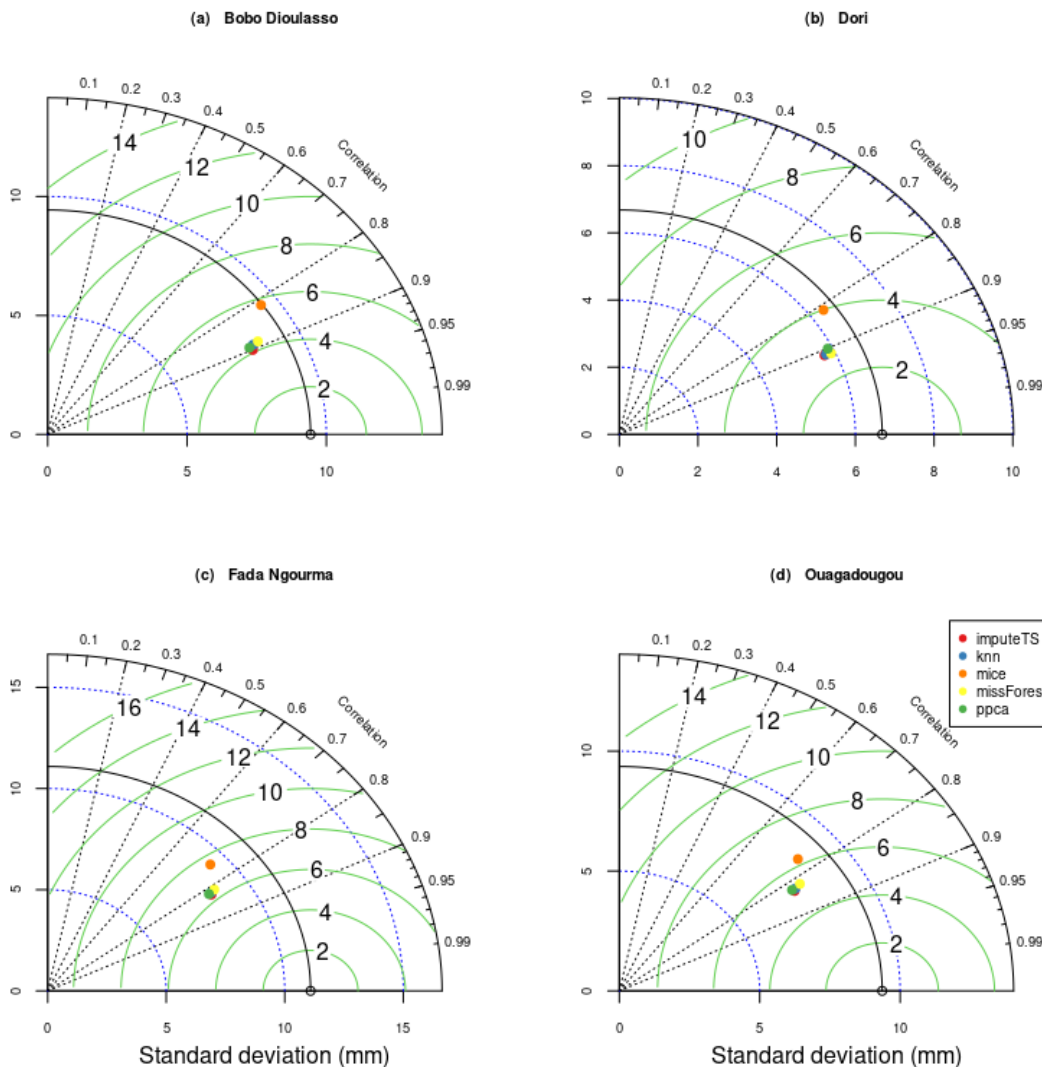 (a) Bobo Dioulasso
0.1 0.2 0.3 0.4 0.5 0.6 0.7 0.8 0.9 0.95 0.99
Correlation
14 12 10 8 6 4 2
10
5
0
0 5 10
(b) Dori
0.1 0.2 0.3 0.4 0.5 0.6 0.7 0.8 0.9 0.95 0.99
Correlation
10 8 6 4 2
10
8
6
4
2
0
0 2 4 6 8 10
(c) Fada Ngourma
0.1 0.2 0.3 0.4 0.5 0.6 0.7 0.8 0.9 0.95 0.99
Correlation
16 14 12 10 8 6 4 2
15
10
5
0
0 5 10 15
Standard deviation (mm)
(d) Ouagadougou
imputeTS
knn
mice
missFores
ppca
0.1 0.2 0.3 0.4 0.5 0.6 0.7 0.8 0.9 0.95 0.99
Correlation
14 12 10 8 6 4 2
10
5
0
0 5 10
Standard deviation (mm)